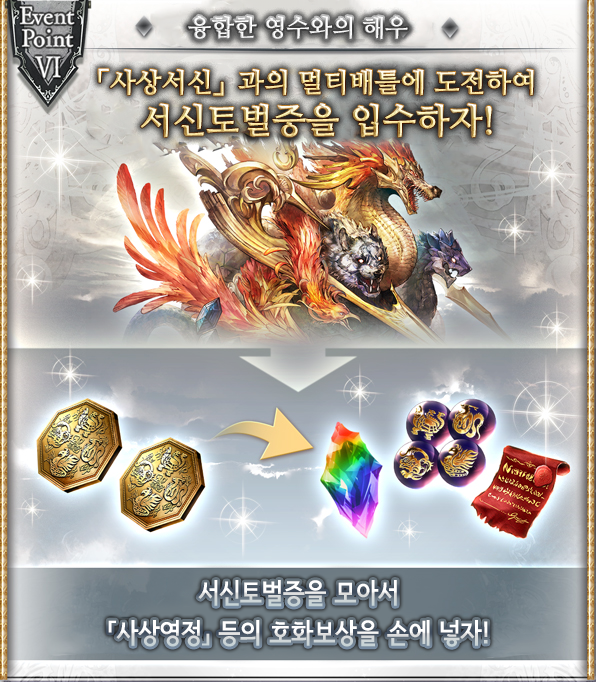 Event
Point
VI
융합한 영수와의 해우
「사상서신」 과의 멀티배틀에 도전하여
서신토벌증을 입수하자!
서신토벌증을 모아서
「사상영정」 등의 호화보상을 손에 넣자!